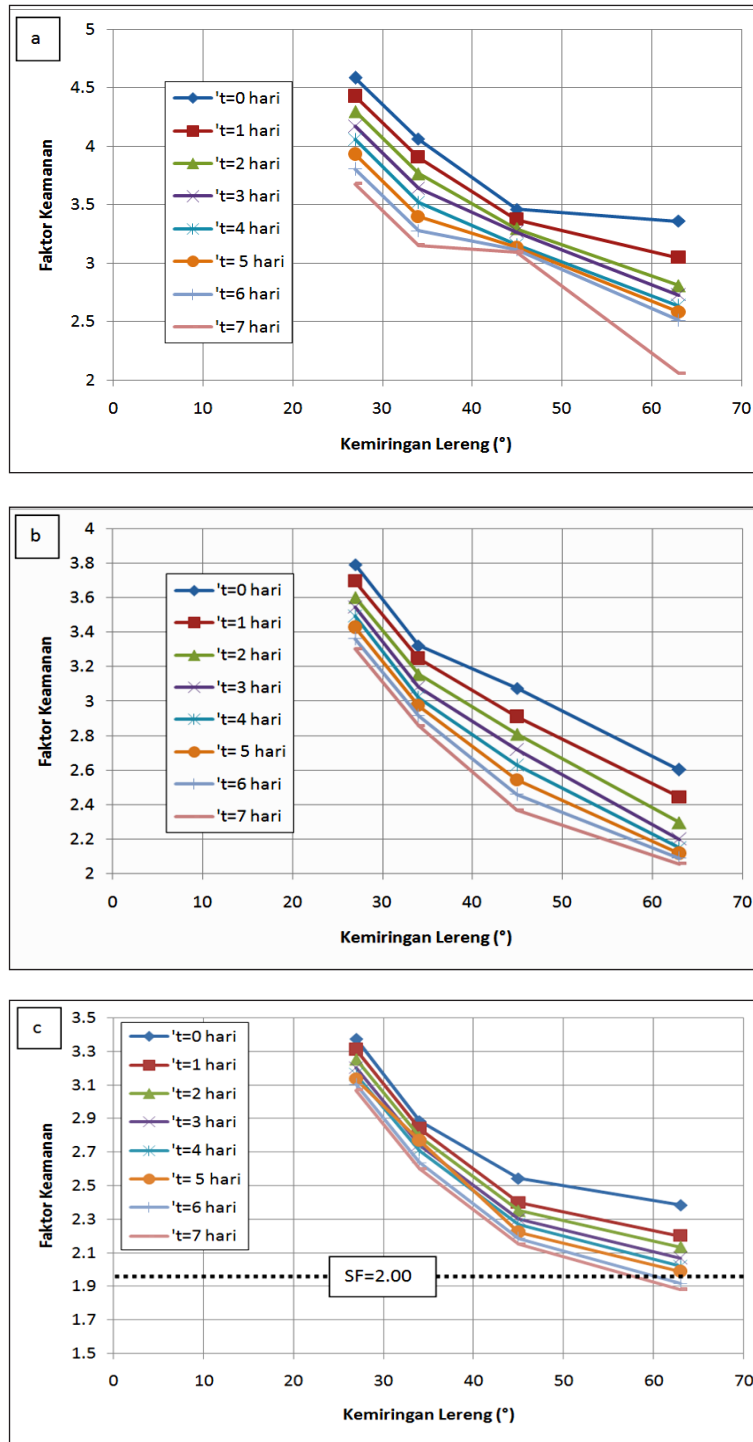 a
Faktor Keamanan
5
4.5
4
3.5
3
2.5
2
't=0 hari
't=1 hari
't=2 hari
't=3 hari
't=4 hari
't= 5 hari
't=6 hari
't=7 hari
0 10 20 30 40 50 60 70
Kemiringan Lereng (°)
b
Faktor Keamanan
4
3.8
3.6
3.4
3.2
3
2.8
2.6
2.4
2.2
2
't=0 hari
't=1 hari
't=2 hari
't=3 hari
't=4 hari
't= 5 hari
't=6 hari
't=7 hari
0 10 20 30 40 50 60 70
Kemiringan Lereng (°)
c
Faktor Keamanan
3.5
3.3
3.1
2.9
2.7
2.5
2.3
2.1
1.9
1.7
1.5
't=0 hari
't=1 hari
't=2 hari
't=3 hari
't=4 hari
't= 5 hari
't=6 hari
't=7 hari
SF=2.00
0 10 20 30 40 50 60 70
Kemiringan Lereng (°)